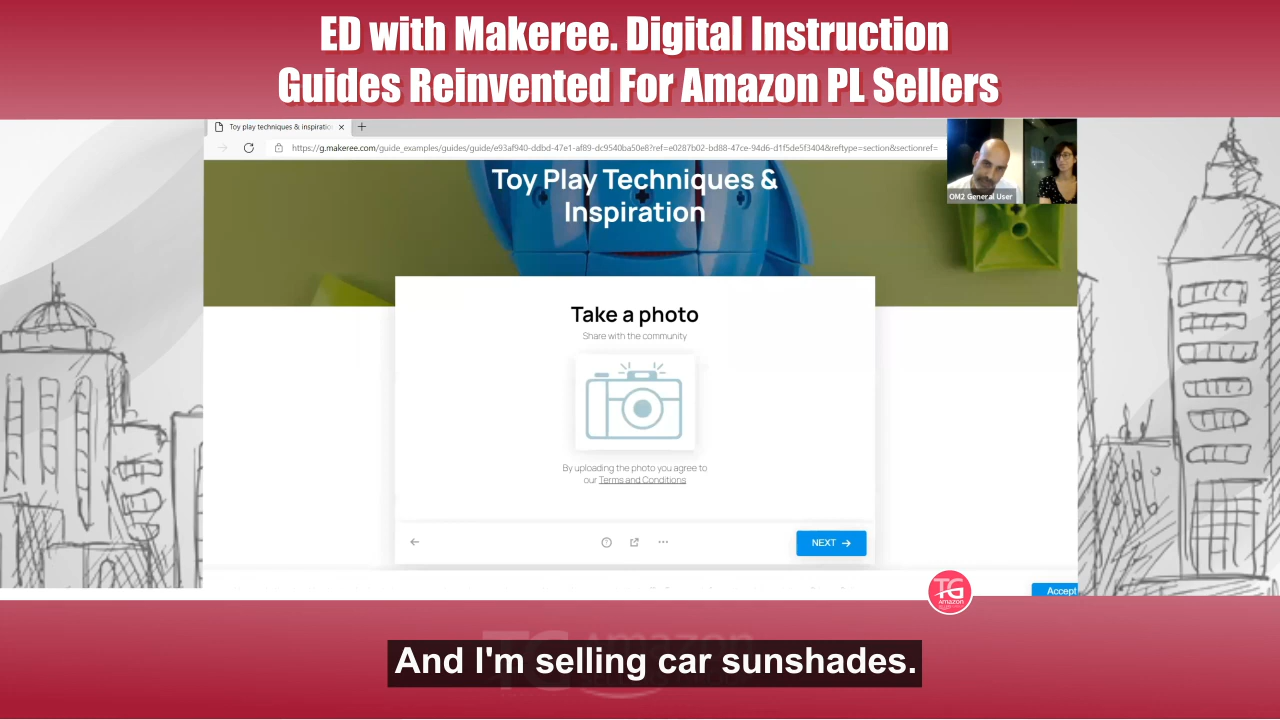 ED with Makeree. Digital Instruction
Guides Reinvented For Amazon PL Sellers
Toy play techniques & inspiratio
https://g.makeree.com/guide_examples/guides/guide/e93af940-ddbd-47e1-af89-dc9540ba50e8?ref=e0287b02-bd88-47ce-94d6-d1f5de5f3404&reftype=section&sectionref=
OM2 General User
Toy Play Techniques &
Inspiration
Take a photo
Share with the community
By uploading the photo you agree to
our Terms and Conditions
NEXT
Accept
TG
Amazon
And I'm selling car sunshades.